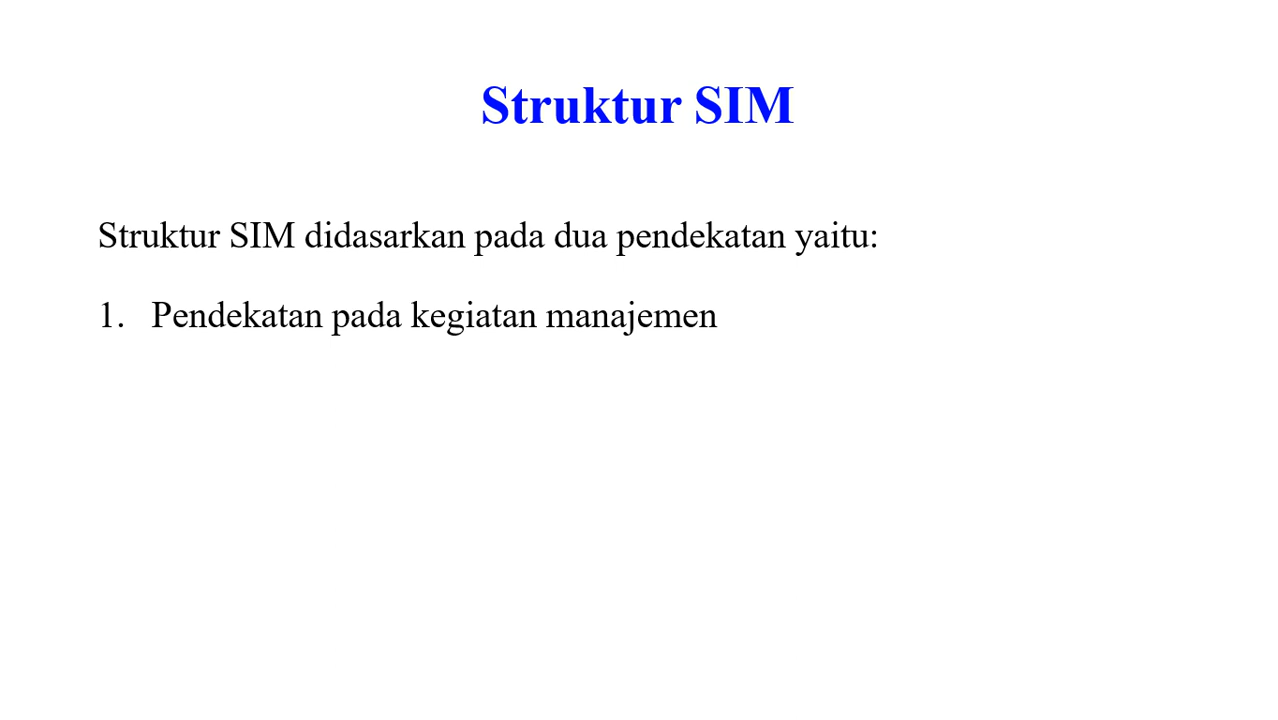 Struktur SIM
Struktur SIM didasarkan pada dua pendekatan yaitu:
1. Pendekatan pada kegiatan manajemen